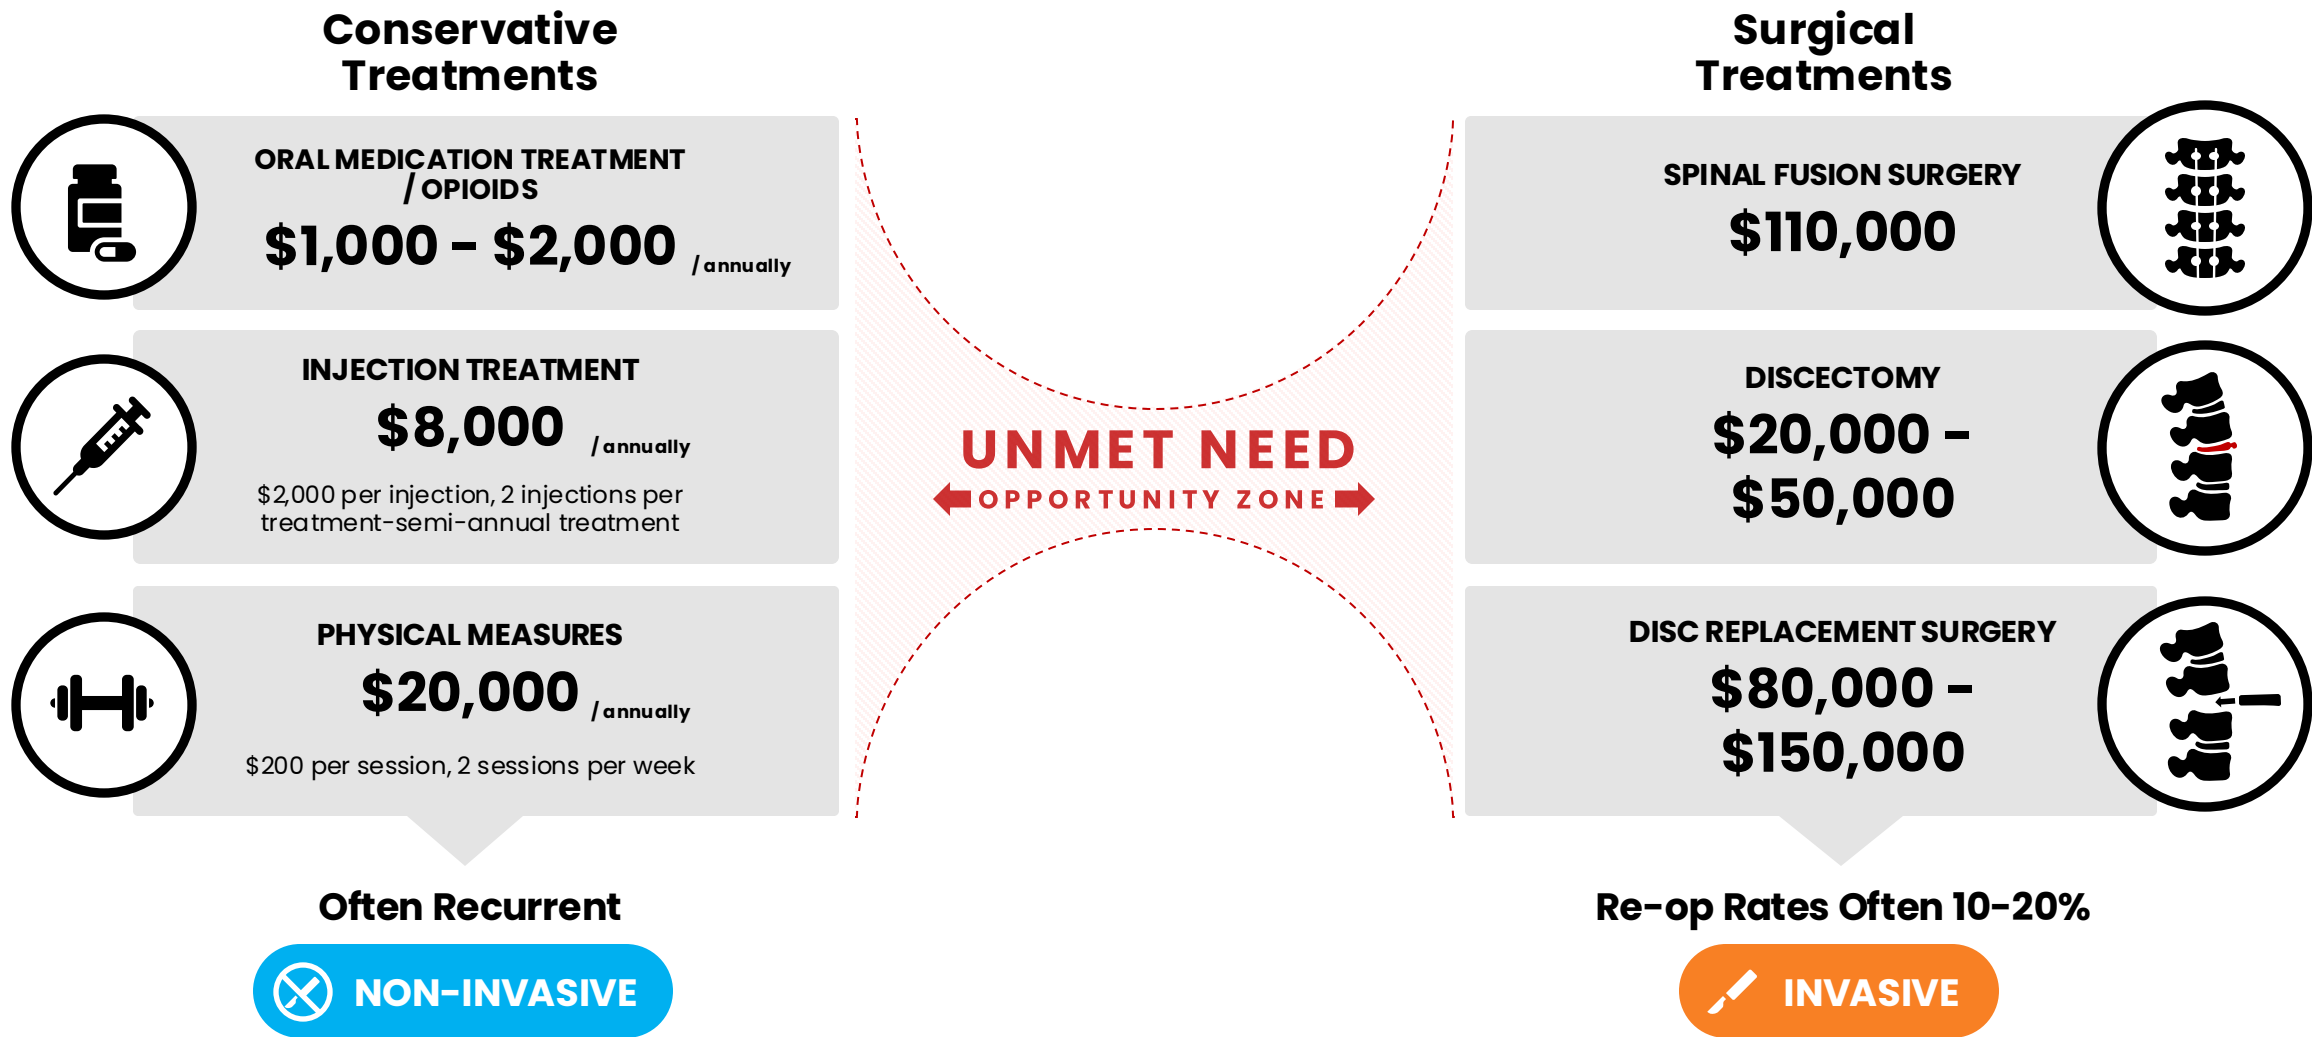 Conservative
Treatments
ORAL MEDICATION TREATMENT
/ OPIOIDS
$1,000 – $2,000 / annually
INJECTION TREATMENT
$8,000 / annually
$2,000 per injection, 2 injections per
treatment-semi-annual treatment
PHYSICAL MEASURES
$20,000 / annually
$200 per session, 2 sessions per week
Often Recurrent
NON-INVASIVE
UNMET NEED
OPPORTUNITY ZONE
Surgical
Treatments
SPINAL FUSION SURGERY
$110,000
DISCECTOMY
$20,000 –
$50,000
DISC REPLACEMENT SURGERY
$80,000 –
$150,000
Re-op Rates Often 10-20%
INVASIVE